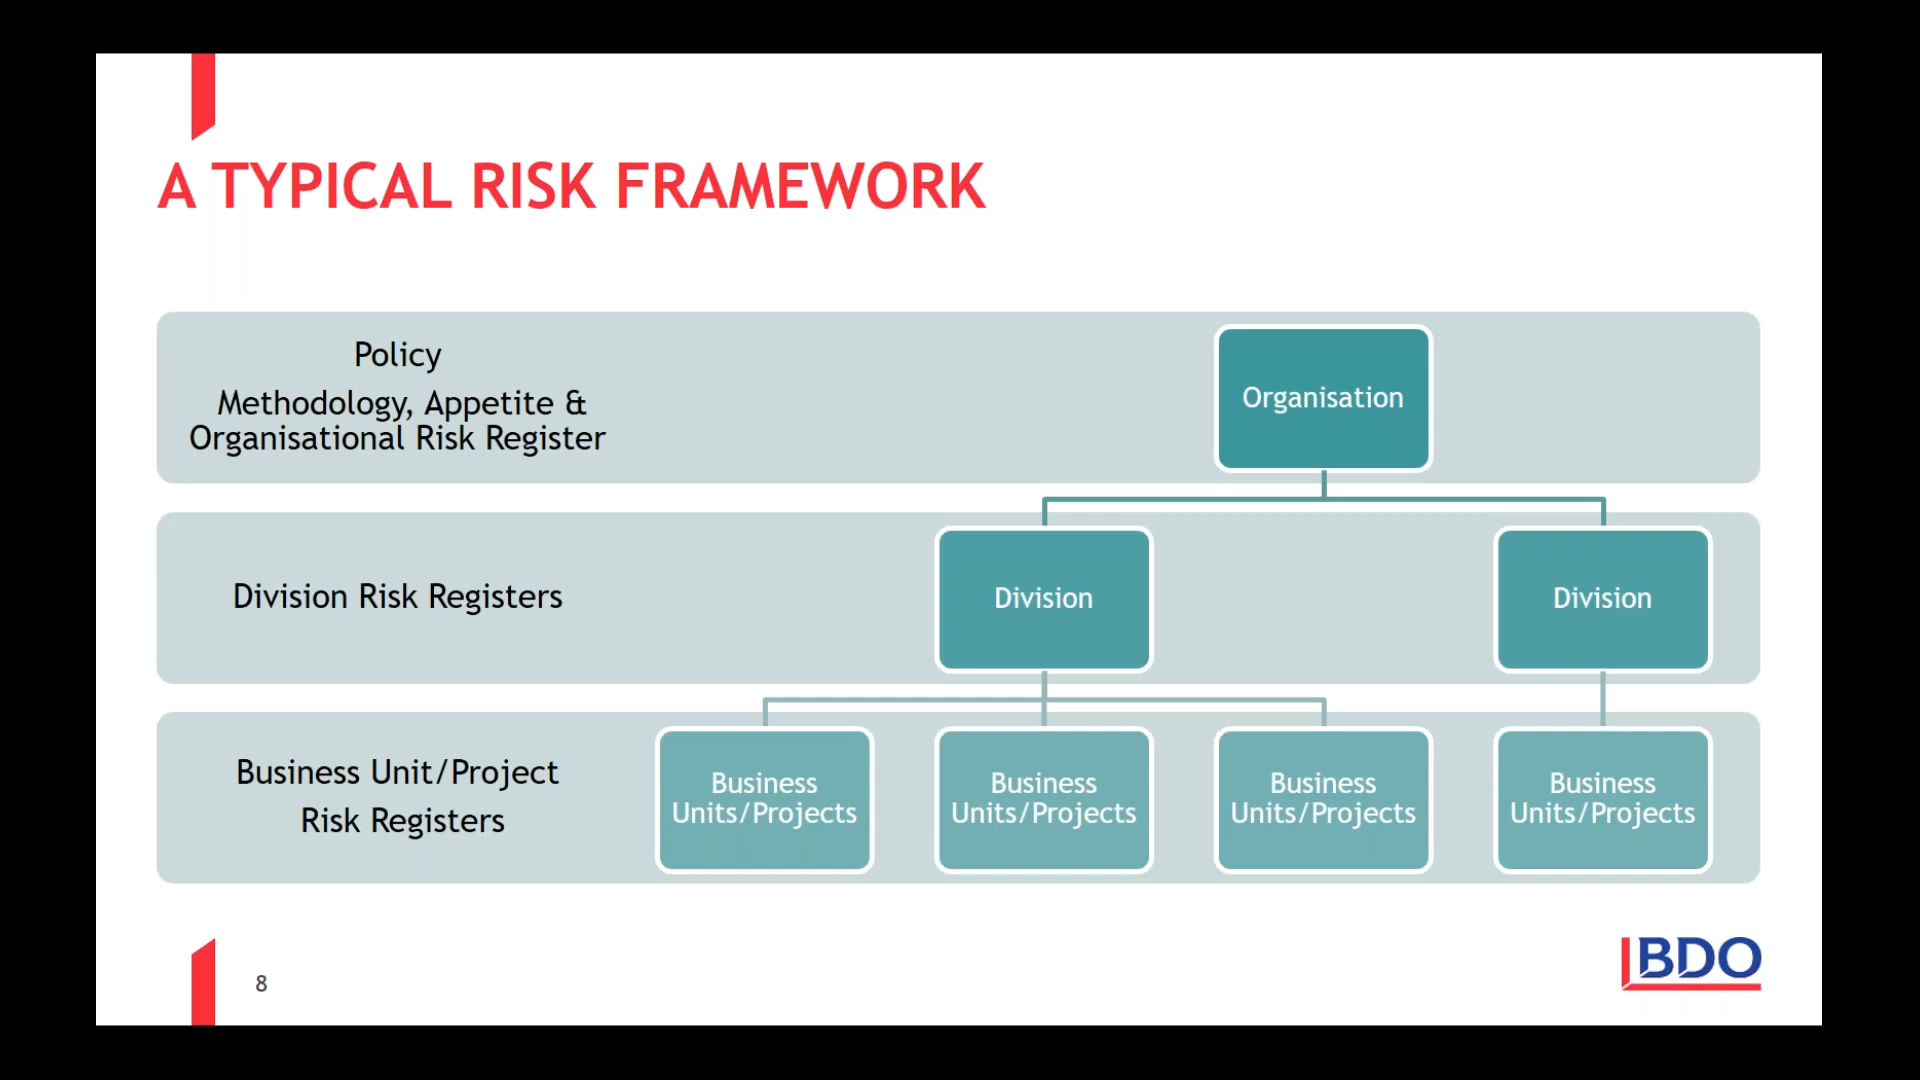 A TYPICAL RISK FRAMEWORK
Policy
Methodology, Appetite &
Organisational Risk Register
Organisation
Division Risk Registers
Division
Division
Business Unit/Project
Risk Registers
Business
Units/Projects
Business
Units/Projects
Business
Units/Projects
Business
Units/Projects
8
BDO